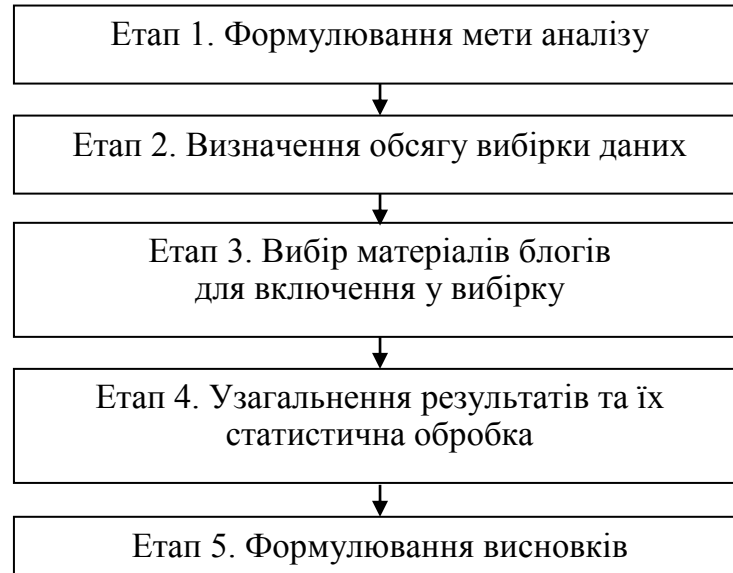 Етап 1. Формулювання мети аналізу
Етап 2. Визначення обсягу вибірки даних
Етап 3. Вибір матеріалів блогів
для включення у вибірку
Етап 4. Узагальнення результатів та їх
статистична обробка
Етап 5. Формулювання висновків